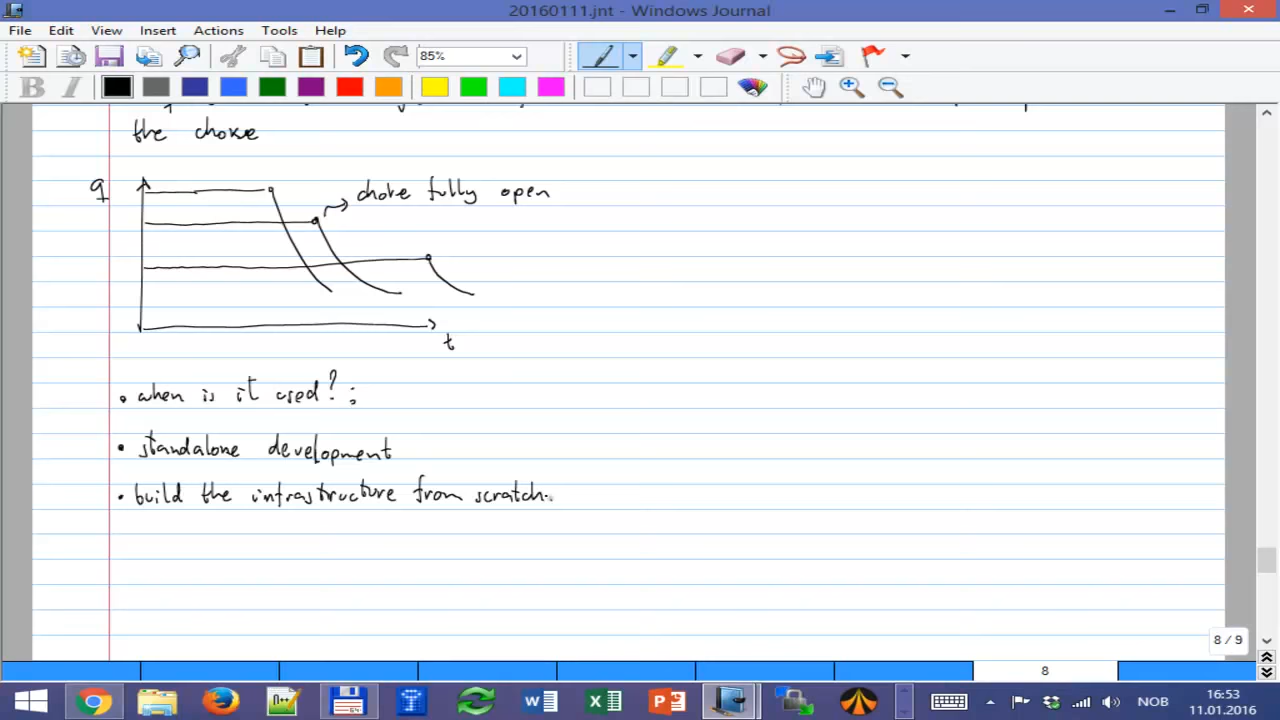 20160111.jnt - Windows Journal
File Edit View Insert Actions Tools Help
85%
B I
the choke
q
choke fully open
t
• when is it used? :
• standalone development
• build the infrastructure from scratch.
8 / 9
8
16:53
NOB
11.01.2016